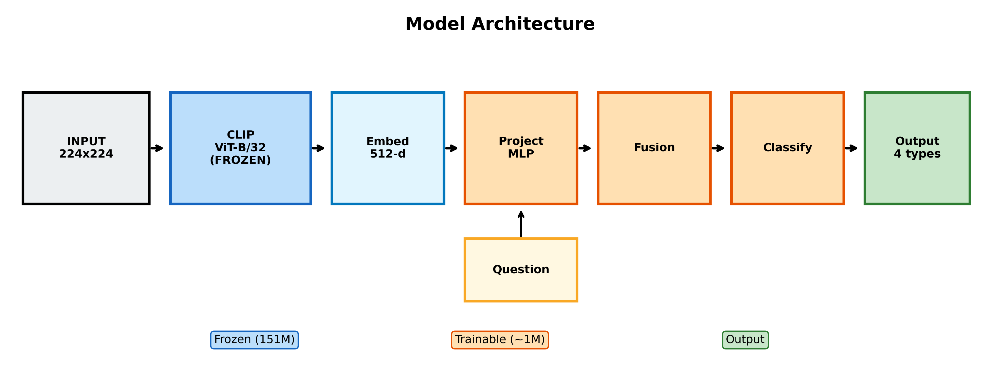 Model Architecture
INPUT
224x224
CLIP
ViT-B/32
(FROZEN)
Embed
512-d
Project
MLP
Fusion
Classify
Output
4 types
Question
Frozen (151M)
Trainable (~1M)
Output